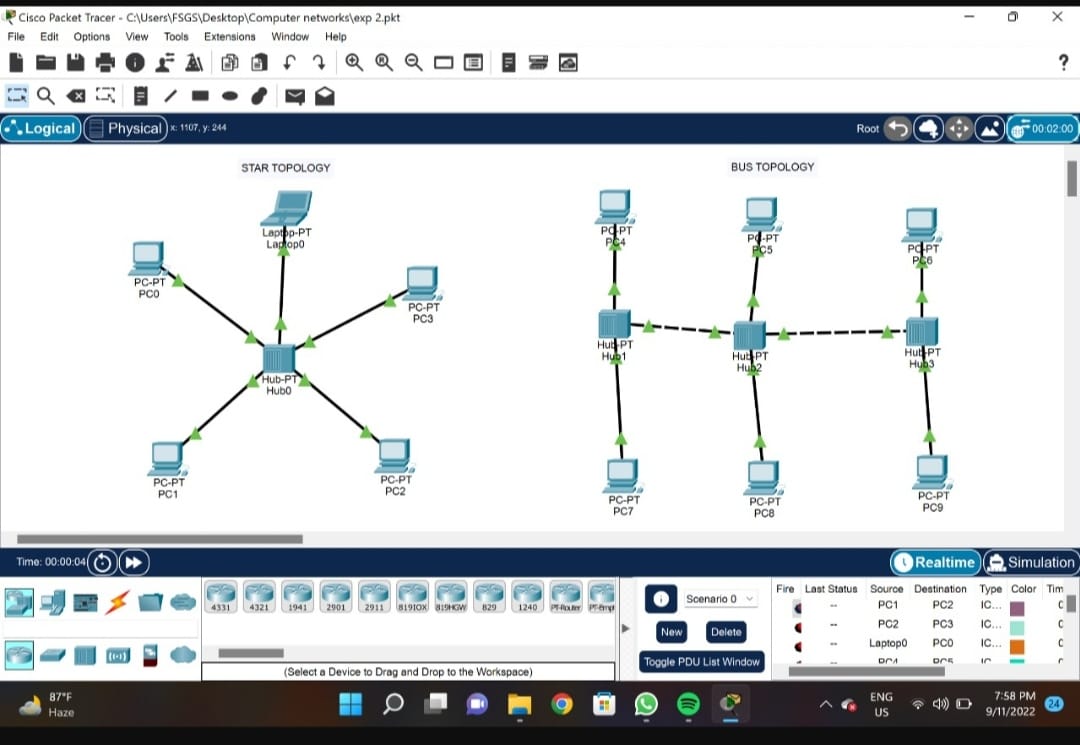 Cisco Packet Tracer - C:\Users\FSGS\Desktop\Computer networks\exp 2.pkt
File Edit Options View Tools Extensions Window Help
?
Logical Physical x: 1107, y: 244 Root 00:02:00
STAR TOPOLOGY
BUS TOPOLOGY
Laptop-PT
Laptop0
PC-PT
PC0
PC-PT
PC3
Hub-PT
Hub0
PC-PT
PC1
PC-PT
PC2
PC-PT
PC4
PC-PT
PC5
PC-PT
PC6
Hub-PT
Hub1
Hub-PT
Hub2
Hub-PT
Hub3
PC-PT
PC7
PC-PT
PC8
PC-PT
PC9
Time: 00:00:04 Realtime Simulation
4331 4321 1941 2901 2911 819IOX 819HGW 829 1240 PT-Router PT-Empt
(Select a Device to Drag and Drop to the Workspace)
Scenario 0
New Delete
Toggle PDU List Window
Fire Last Status Source Destination Type Color Tim
-- PC1 PC2 IC...
-- PC2 PC3 IC...
-- Laptop0 PC0 IC...
PC4 PC5 IC
87°F
Haze
ENG
US
7:58 PM
9/11/2022
24